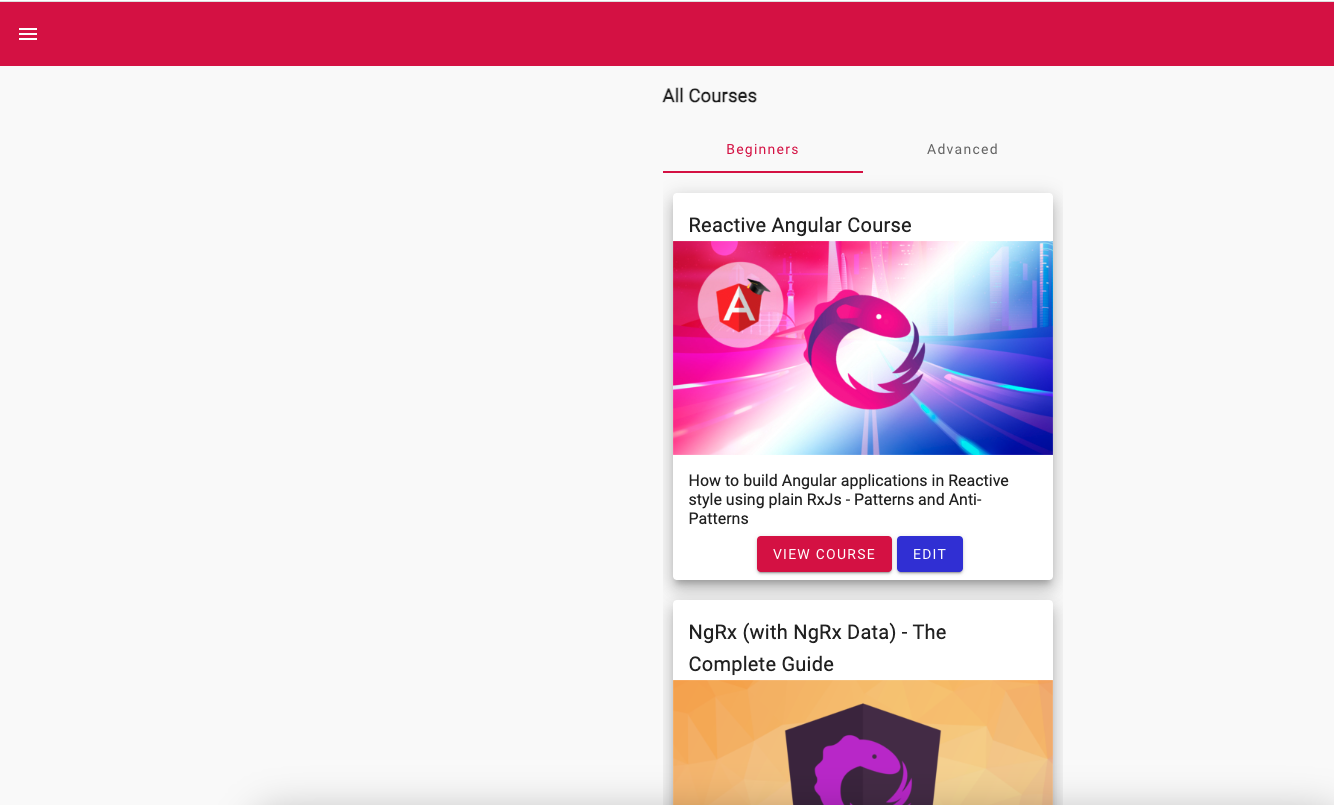 All Courses
Beginners
Advanced
Reactive Angular Course
A
How to build Angular applications in Reactive
style using plain RxJs - Patterns and Anti-
Patterns
VIEW COURSE
EDIT
NgRx (with NgRx Data) - The
Complete Guide